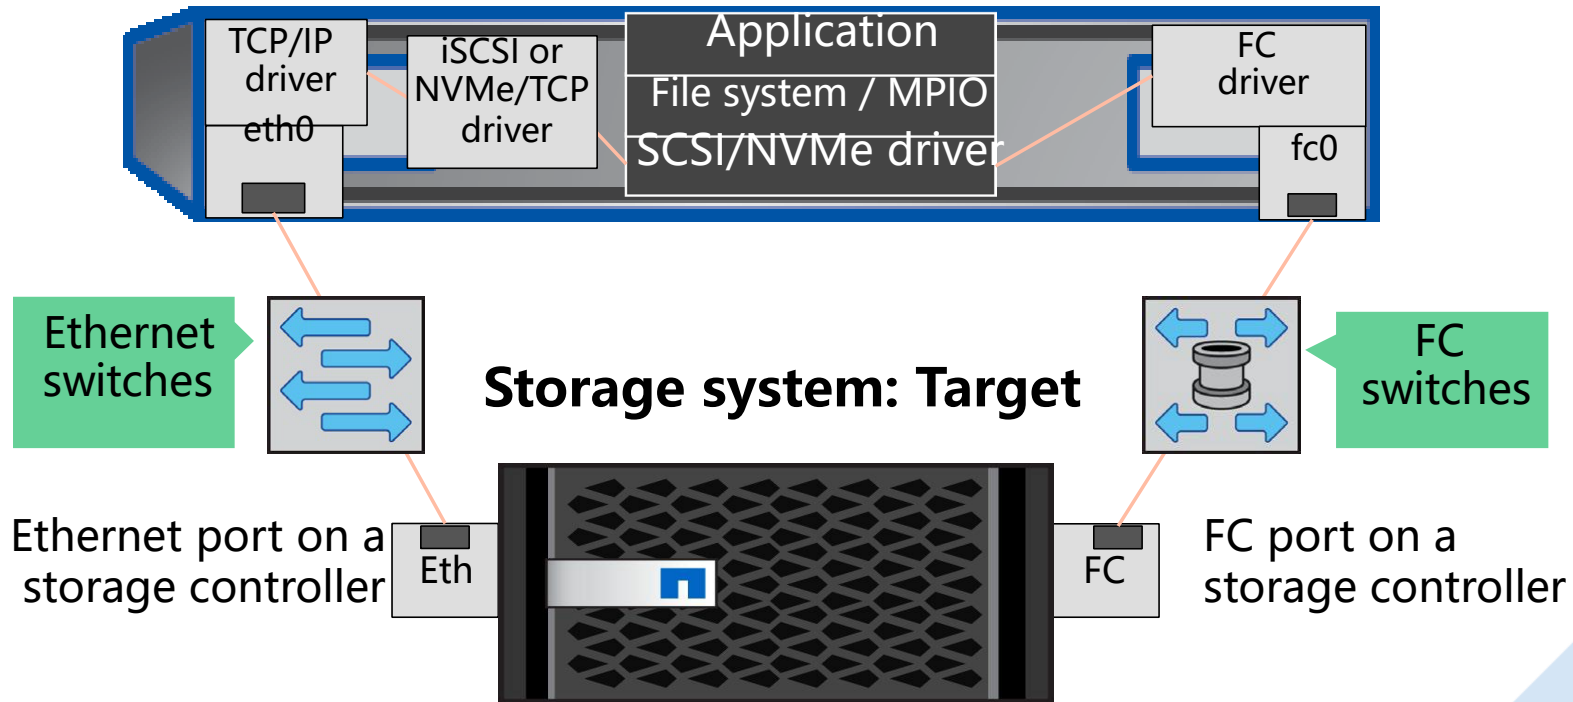 TCP/IP
driver
eth0
iSCSI or
NVMe/TCP
driver
Application
File system / MPIO
SCSI/NVMe driver
FC
driver
fc0
Ethernet
switches
Storage system: Target
FC
switches
Ethernet port on a
storage controller
Eth
FC
FC port on a
storage controller